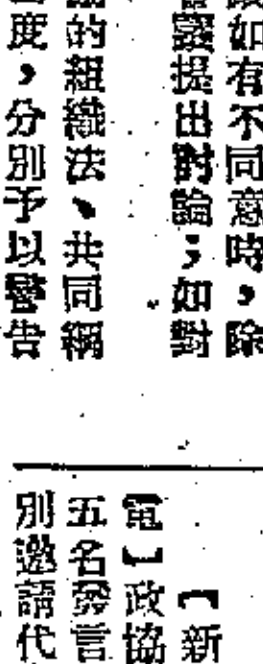 如有不同意時，除
議提出討論；如對
的組織法、共同綱
度，分別予以警告
【新
電】政協
五名發言
別邀請代